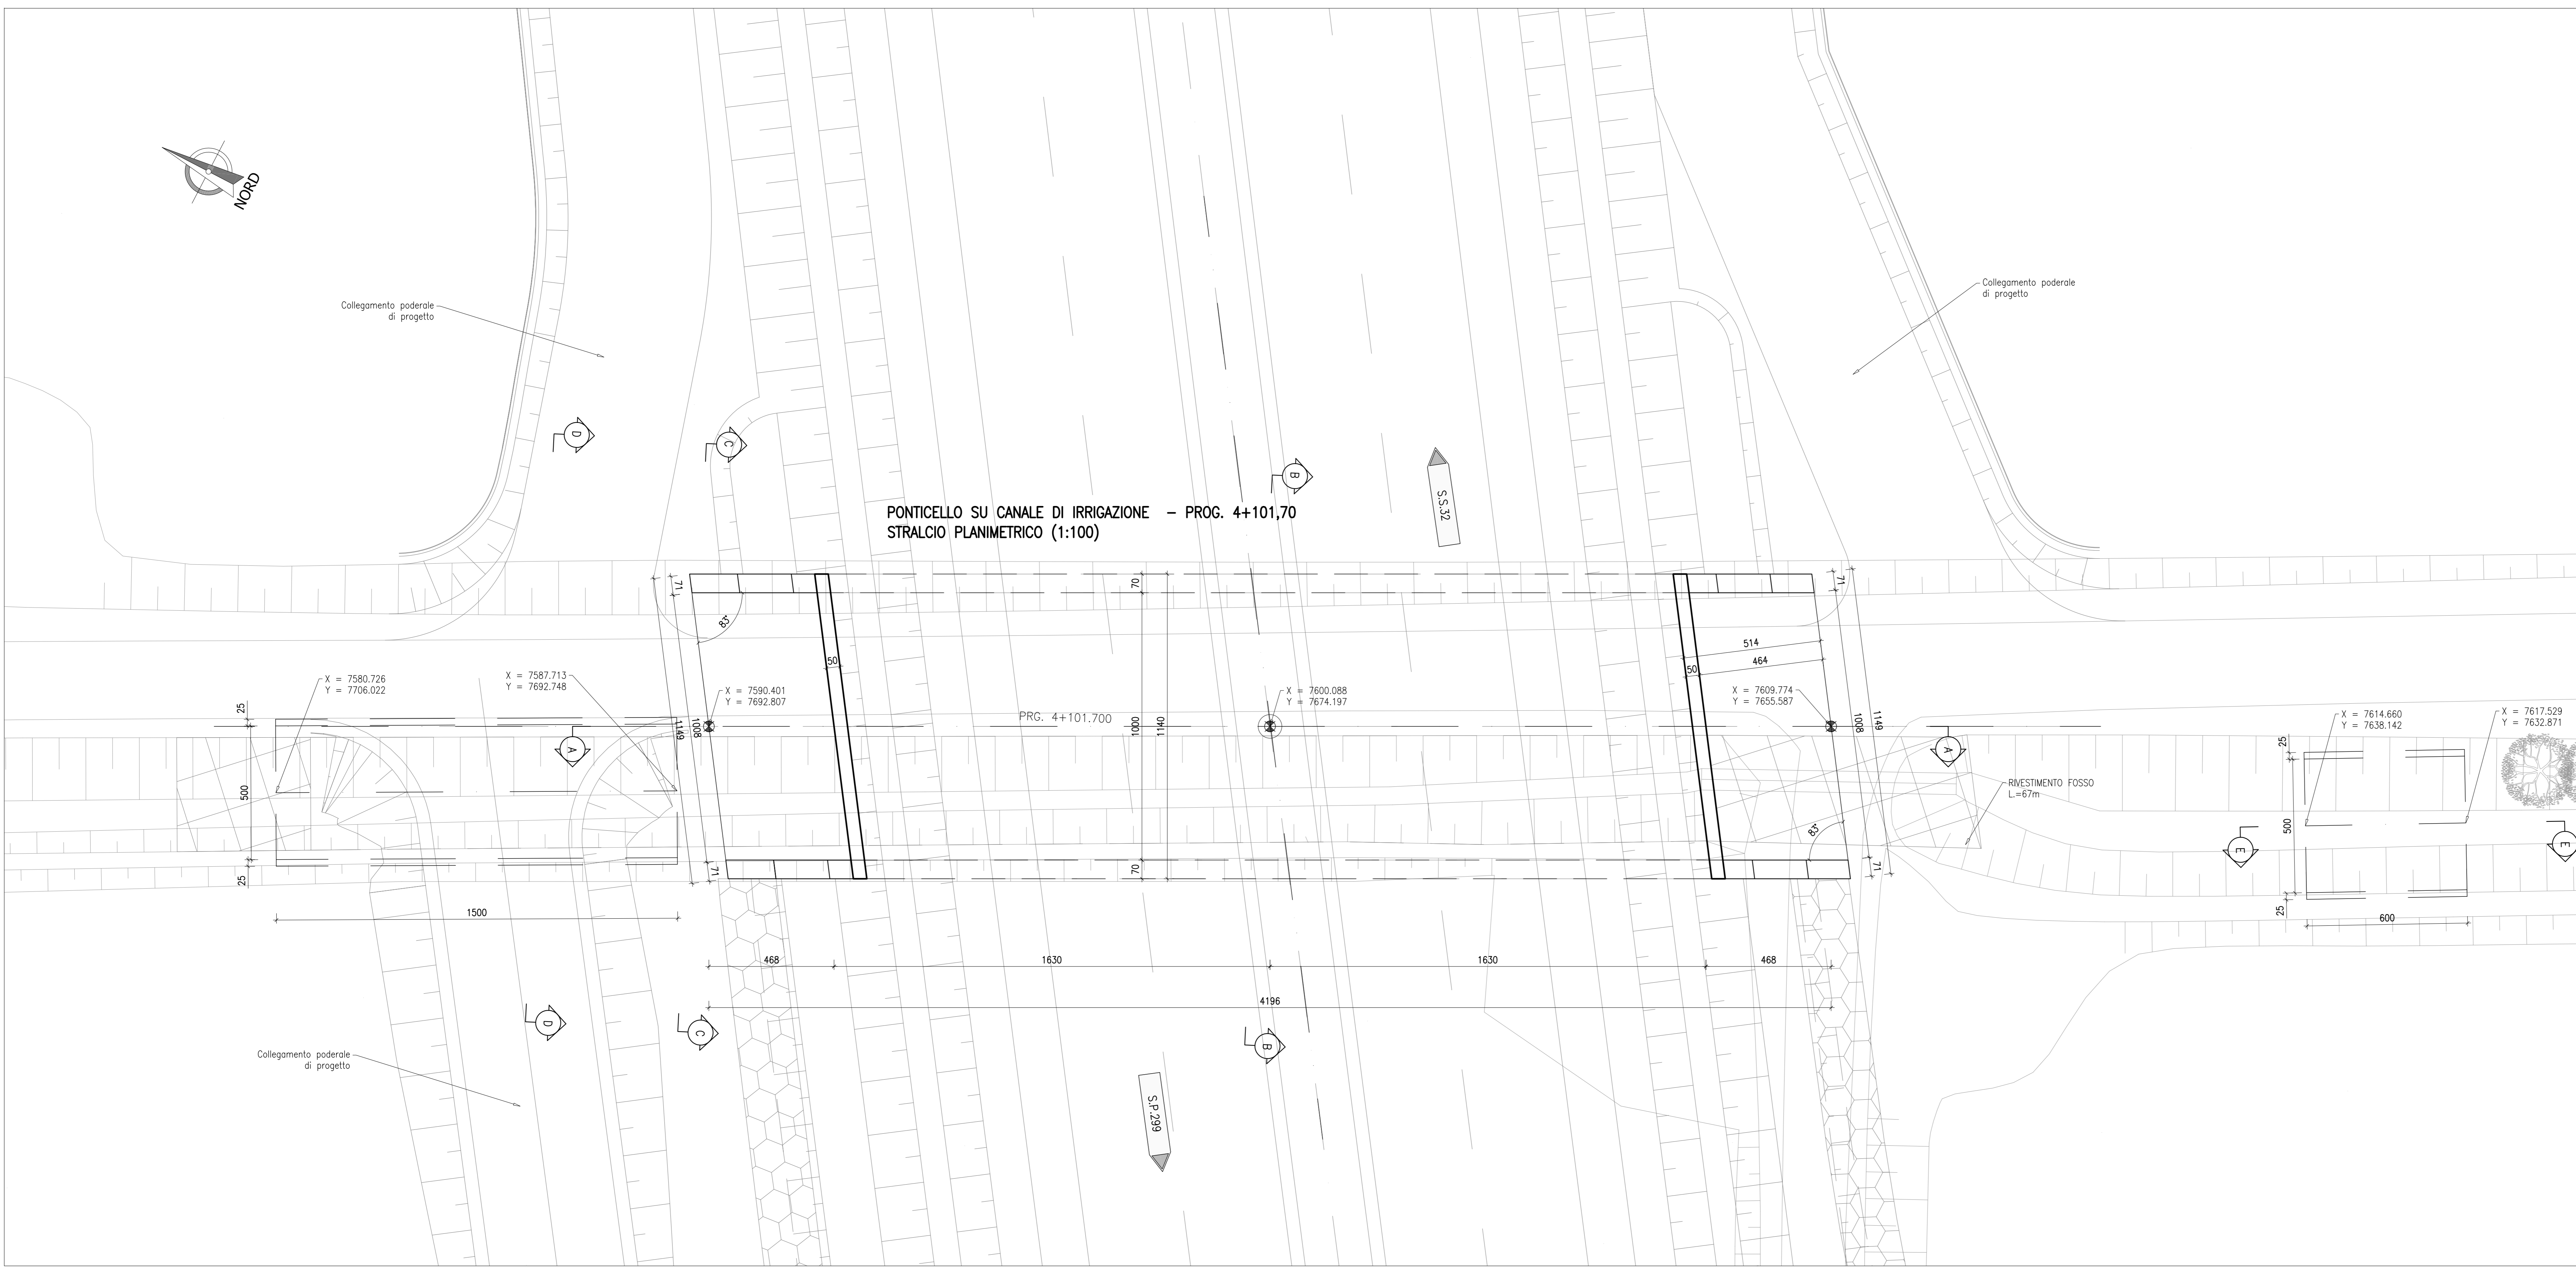 NORD
Collegamento poderale
di progetto
Collegamento poderale
di progetto
D
C
B
S.S.32
PONTICELLO SU CANALE DI IRRIGAZIONE – PROG. 4+101,70
STRALCIO PLANIMETRICO (1:100)
71
70
71
83°
50
514
464
50
1000
1140
1149
1008
1008
1149
X = 7580.726
Y = 7706.022
X = 7587.713
Y = 7692.748
X = 7590.401
Y = 7692.807
PRG. 4+101.700
X = 7600.088
Y = 7674.197
X = 7609.774
Y = 7655.587
X = 7614.660
Y = 7638.142
X = 7617.529
Y = 7632.871
25
500
25
A
A
RIVESTIMENTO FOSSO
L.=67m
25
500
25
E
E
83°
71
70
71
1500
600
468
1630
1630
468
4196
D
C
B
Collegamento poderale
di progetto
S.P.299